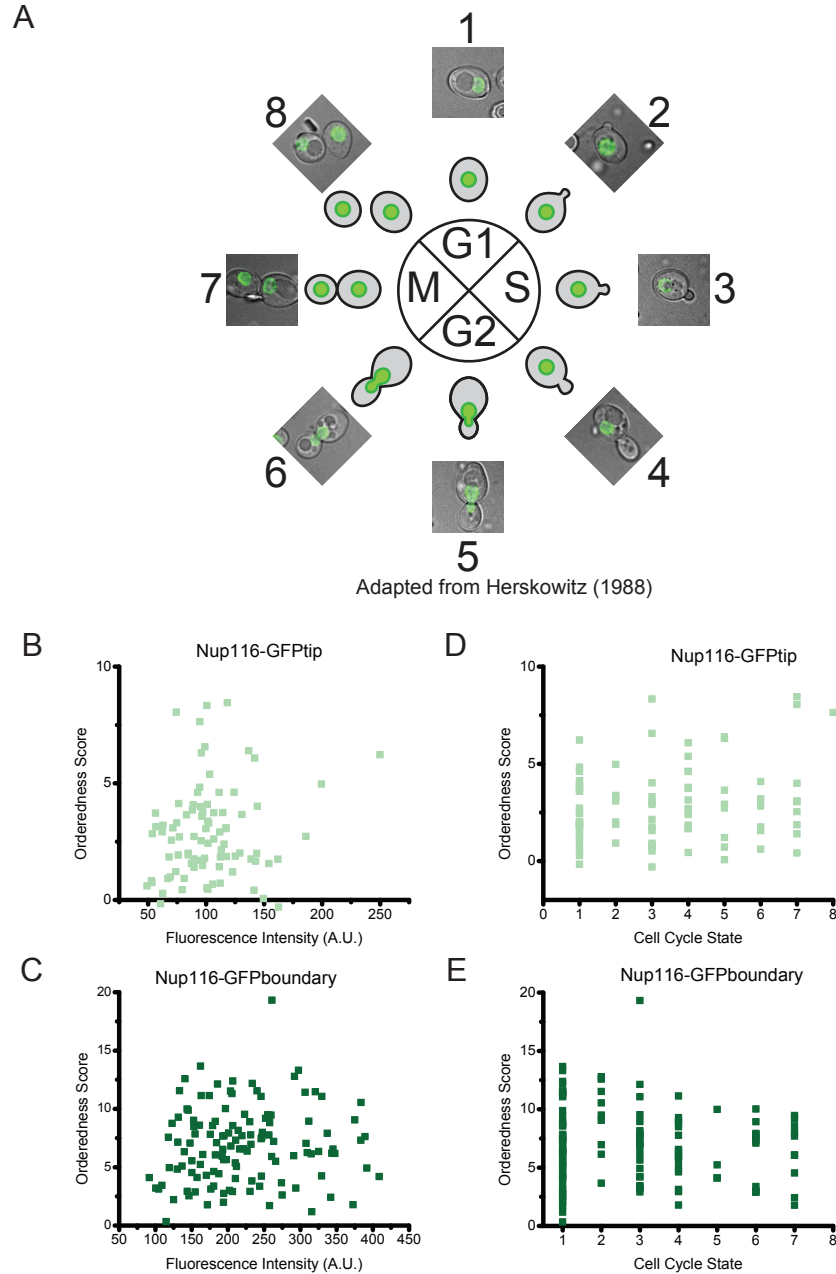 A
1
8
2
G1
7
M
S
3
G2
6
4
5
Adapted from Herskowitz (1988)
B
Nup116-GFPtip
10
5
0
Orderedness Score
50 100 150 200 250
Fluorescence Intensity (A.U.)
D
Nup116-GFPtip
10
5
0
Orderedness Score
0 1 2 3 4 5 6 7 8
Cell Cycle State
C
Nup116-GFPboundary
20
15
10
5
0
Orderedness Score
50 100 150 200 250 300 350 400 450
Fluorescence Intensity (A.U.)
E
Nup116-GFPboundary
20
15
10
5
0
Orderedness Score
1 2 3 4 5 6 7 8
Cell Cycle State